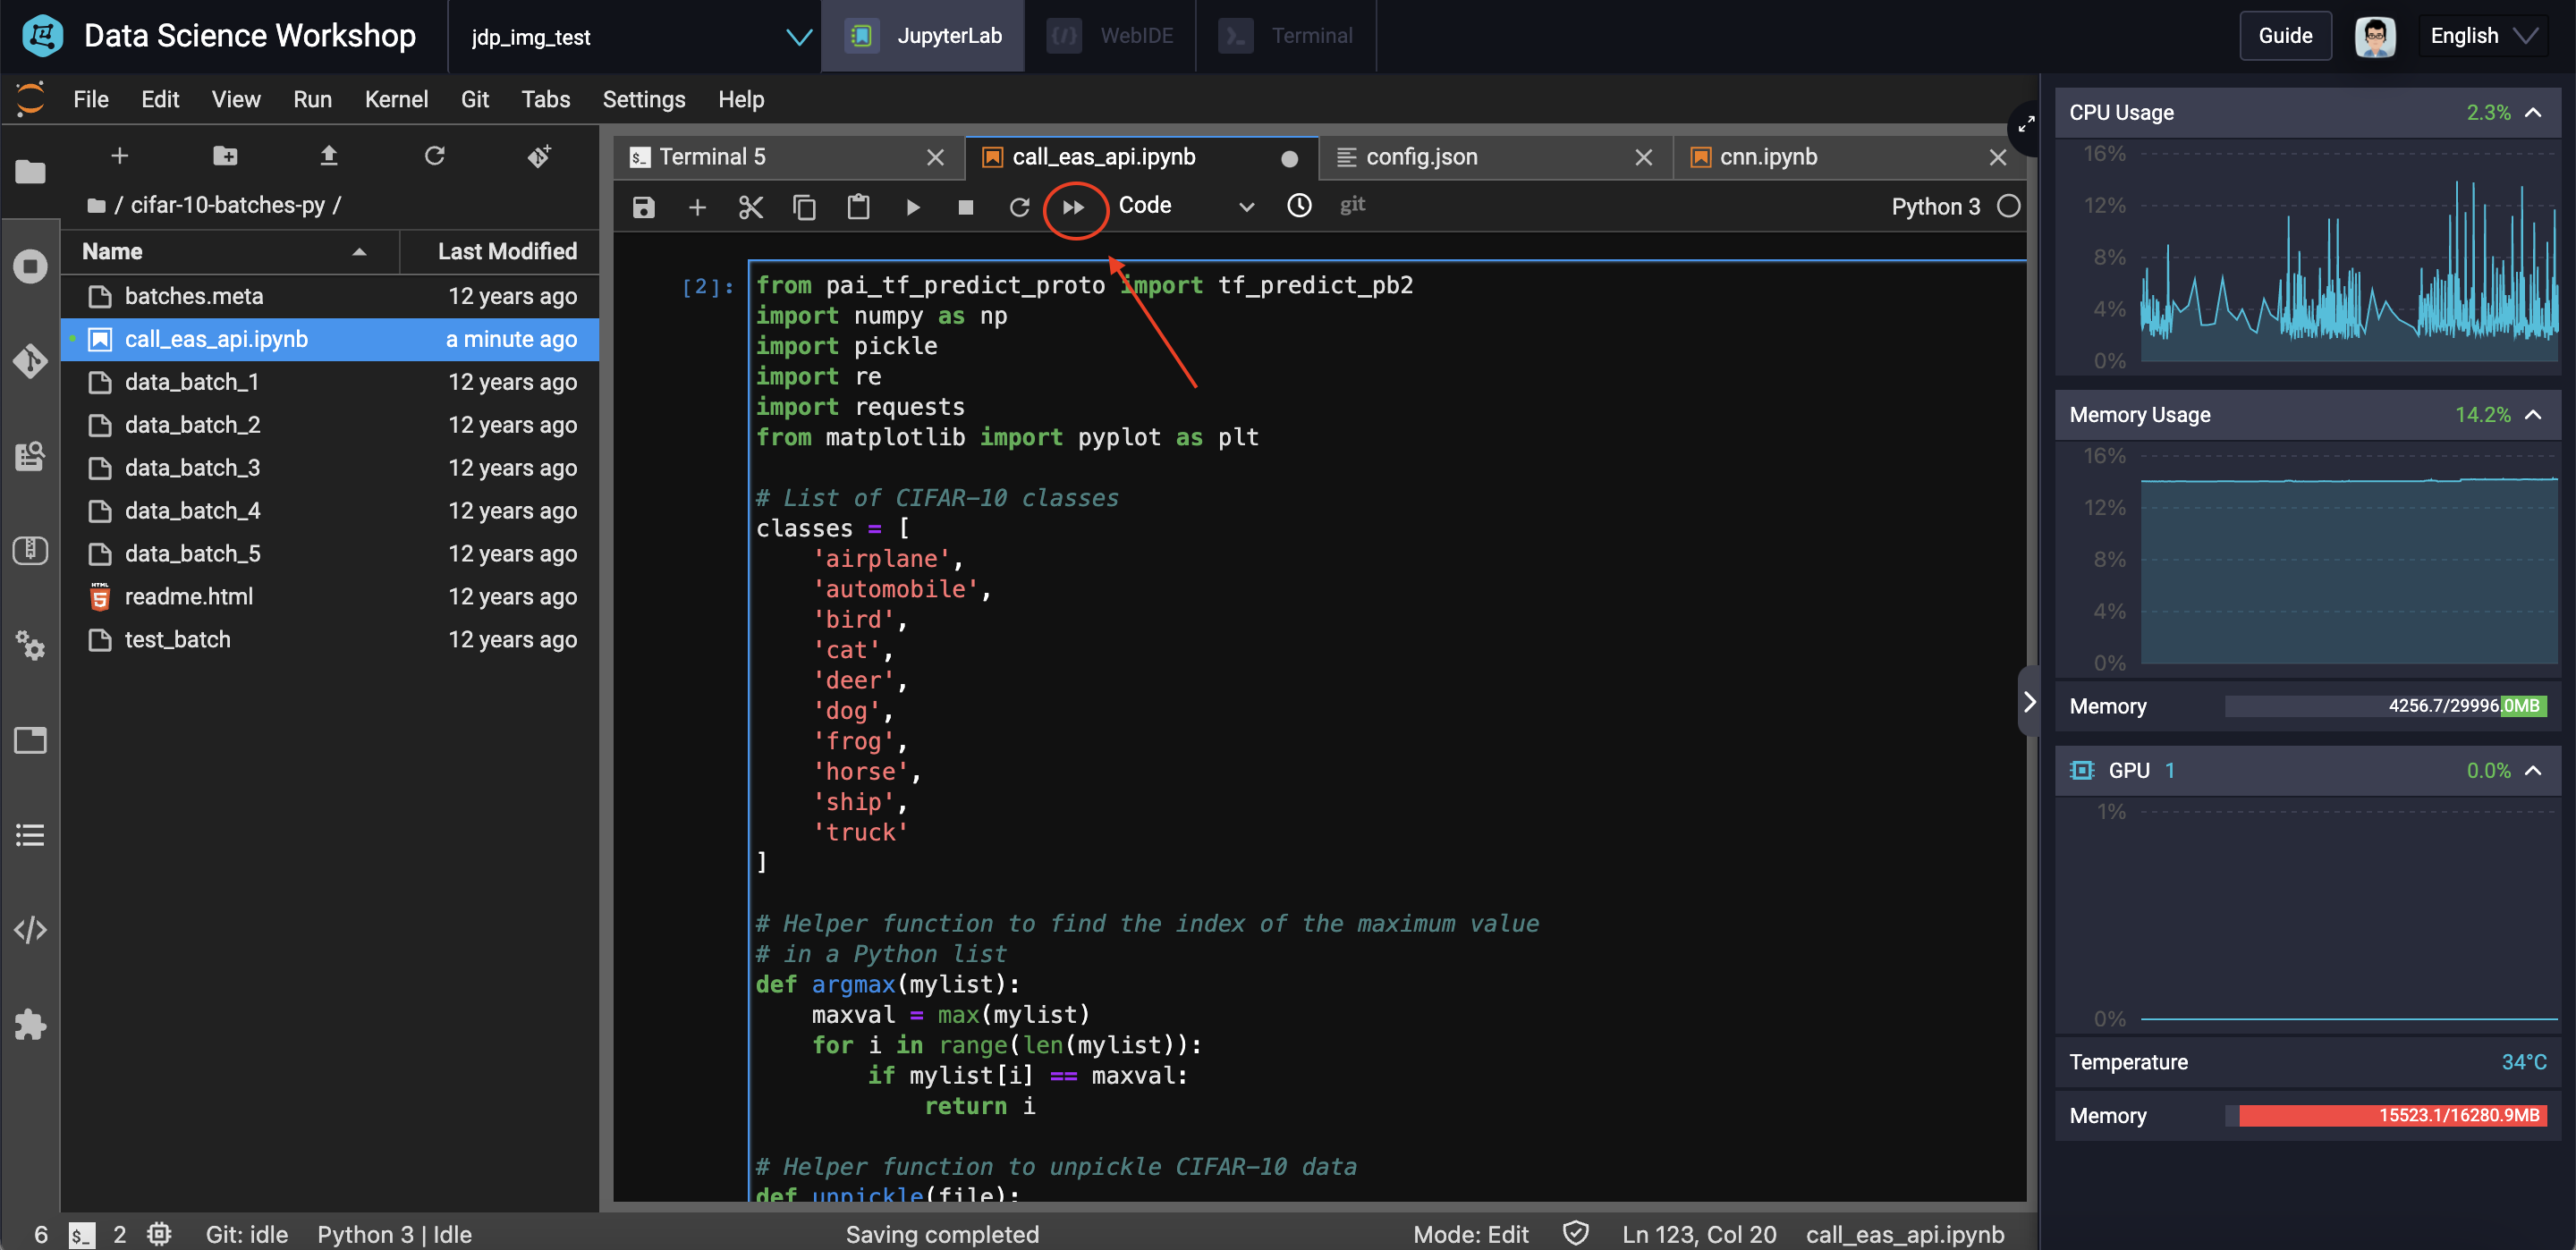 Data Science Workshop
jdp_img_test
JupyterLab
WebIDE
Terminal
Guide
English
File Edit View Run Kernel Git Tabs Settings Help
/ cifar-10-batches-py /
Name Last Modified
batches.meta 12 years ago
call_eas_api.ipynb a minute ago
data_batch_1 12 years ago
data_batch_2 12 years ago
data_batch_3 12 years ago
data_batch_4 12 years ago
data_batch_5 12 years ago
readme.html 12 years ago
test_batch 12 years ago
Terminal 5
call_eas_api.ipynb
config.json
cnn.ipynb
Code
git
Python 3
[2]:
from pai_tf_predict_proto import tf_predict_pb2
import numpy as np
import pickle
import re
import requests
from matplotlib import pyplot as plt
# List of CIFAR-10 classes
classes = [
'airplane',
'automobile',
'bird',
'cat',
'deer',
'dog',
'frog',
'horse',
'ship',
'truck'
]
# Helper function to find the index of the maximum value
# in a Python list
def argmax(mylist):
maxval = max(mylist)
for i in range(len(mylist)):
if mylist[i] == maxval:
return i
# Helper function to unpickle CIFAR-10 data
def unpickle(file):
CPU Usage 2.3%
16%
12%
8%
4%
0%
Memory Usage 14.2%
16%
12%
8%
4%
0%
Memory 4256.7/29996.0MB
GPU 1 0.0%
1%
0%
Temperature 34°C
Memory 15523.1/16280.9MB
6 $_ 2 Git: idle Python 3 | Idle Saving completed Mode: Edit Ln 123, Col 20 call_eas_api.ipynb